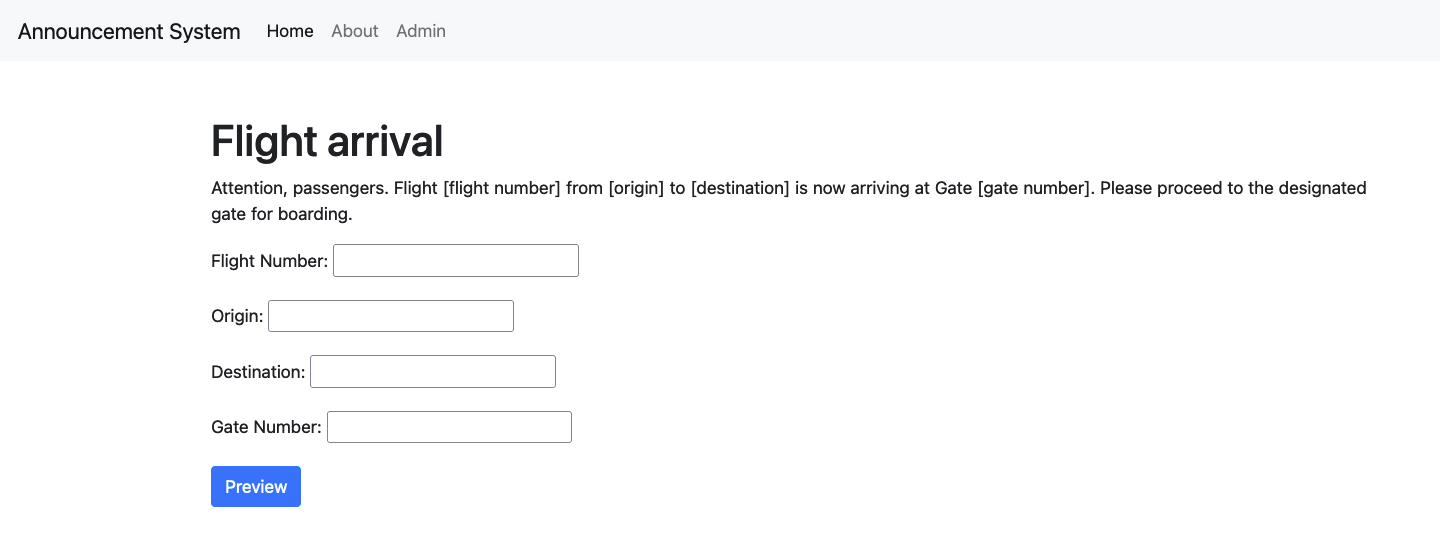 Announcement System Home About Admin
Flight arrival
Attention, passengers. Flight [flight number] from [origin] to [destination] is now arriving at Gate [gate number]. Please proceed to the designated
gate for boarding.
Flight Number:
Origin:
Destination:
Gate Number:
Preview